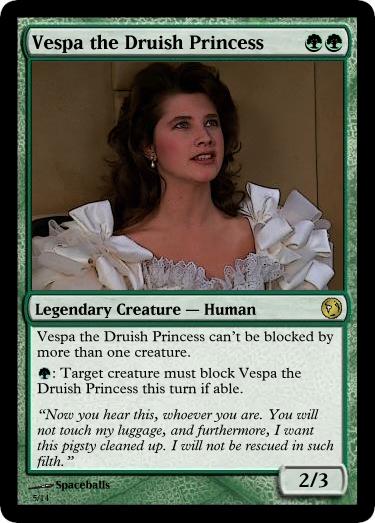 Vespa the Druish Princess
Legendary Creature — Human
Vespa the Druish Princess can't be blocked by
more than one creature.
: Target creature must block Vespa the
Druish Princess this turn if able.
“Now you hear this, whoever you are. You will
not touch my luggage, and furthermore, I want
this pigsty cleaned up. I will not be rescued in such
filth.”
2/3
Spaceballs
5/14